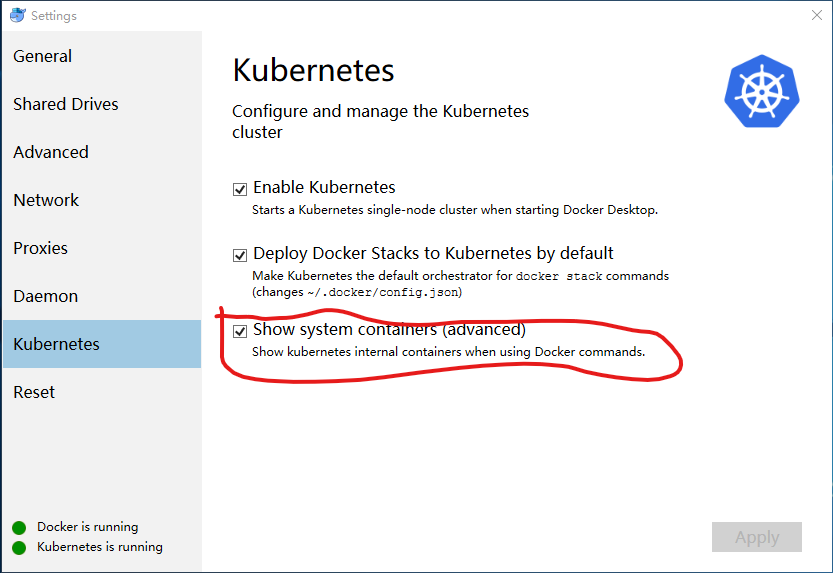 Settings
General
Shared Drives
Advanced
Network
Proxies
Daemon
Kubernetes
Reset
Docker is running
Kubernetes is running
Kubernetes
Configure and manage the Kubernetes
cluster
Enable Kubernetes
Starts a Kubernetes single-node cluster when starting Docker Desktop.
Deploy Docker Stacks to Kubernetes by default
Make Kubernetes the default orchestrator for docker stack commands
(changes ~/.docker/config.json)
Show system containers (advanced)
Show kubernetes internal containers when using Docker commands.
Apply